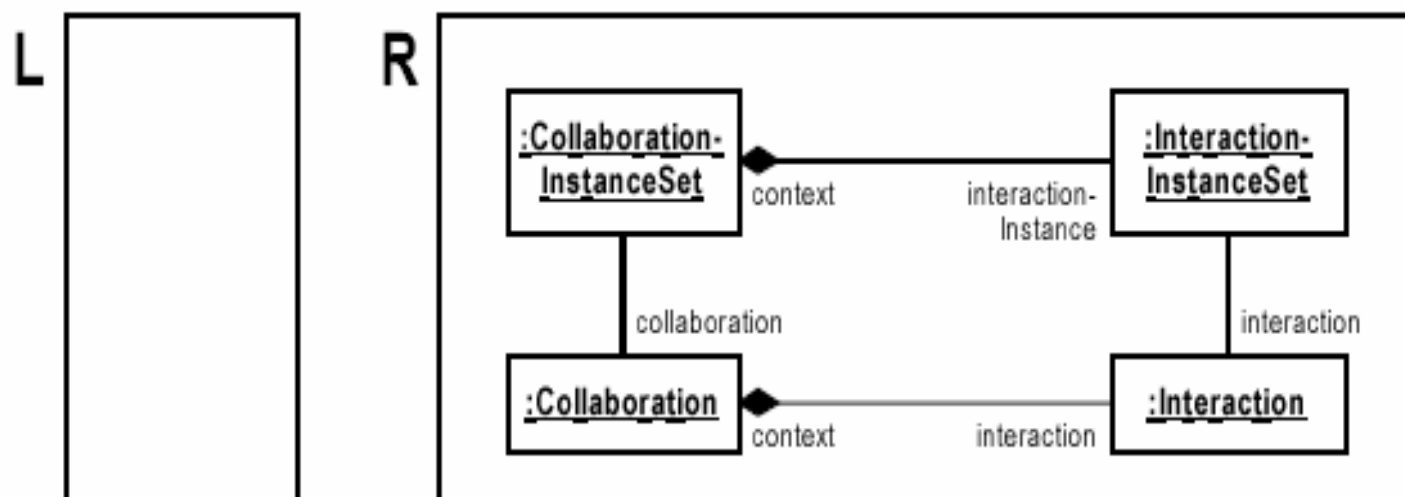 L
R
:Collaboration-
InstanceSet
:Interaction-
InstanceSet
context
interaction-
Instance
collaboration
interaction
:Collaboration
:Interaction
context
interaction